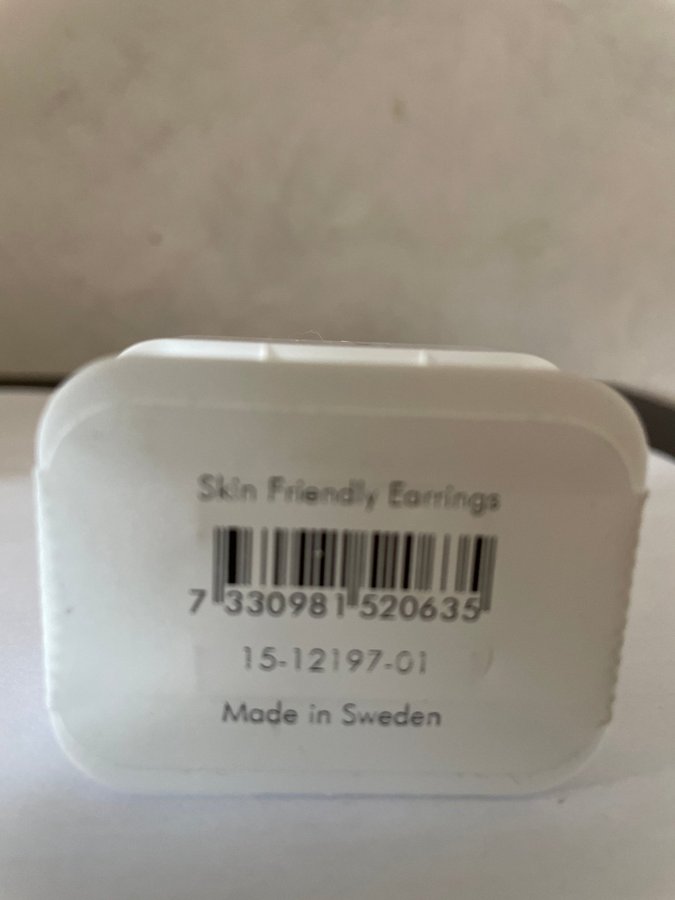 Skin Friendly Earrings
7 330981 520635
15-12197-01
Made in Sweden